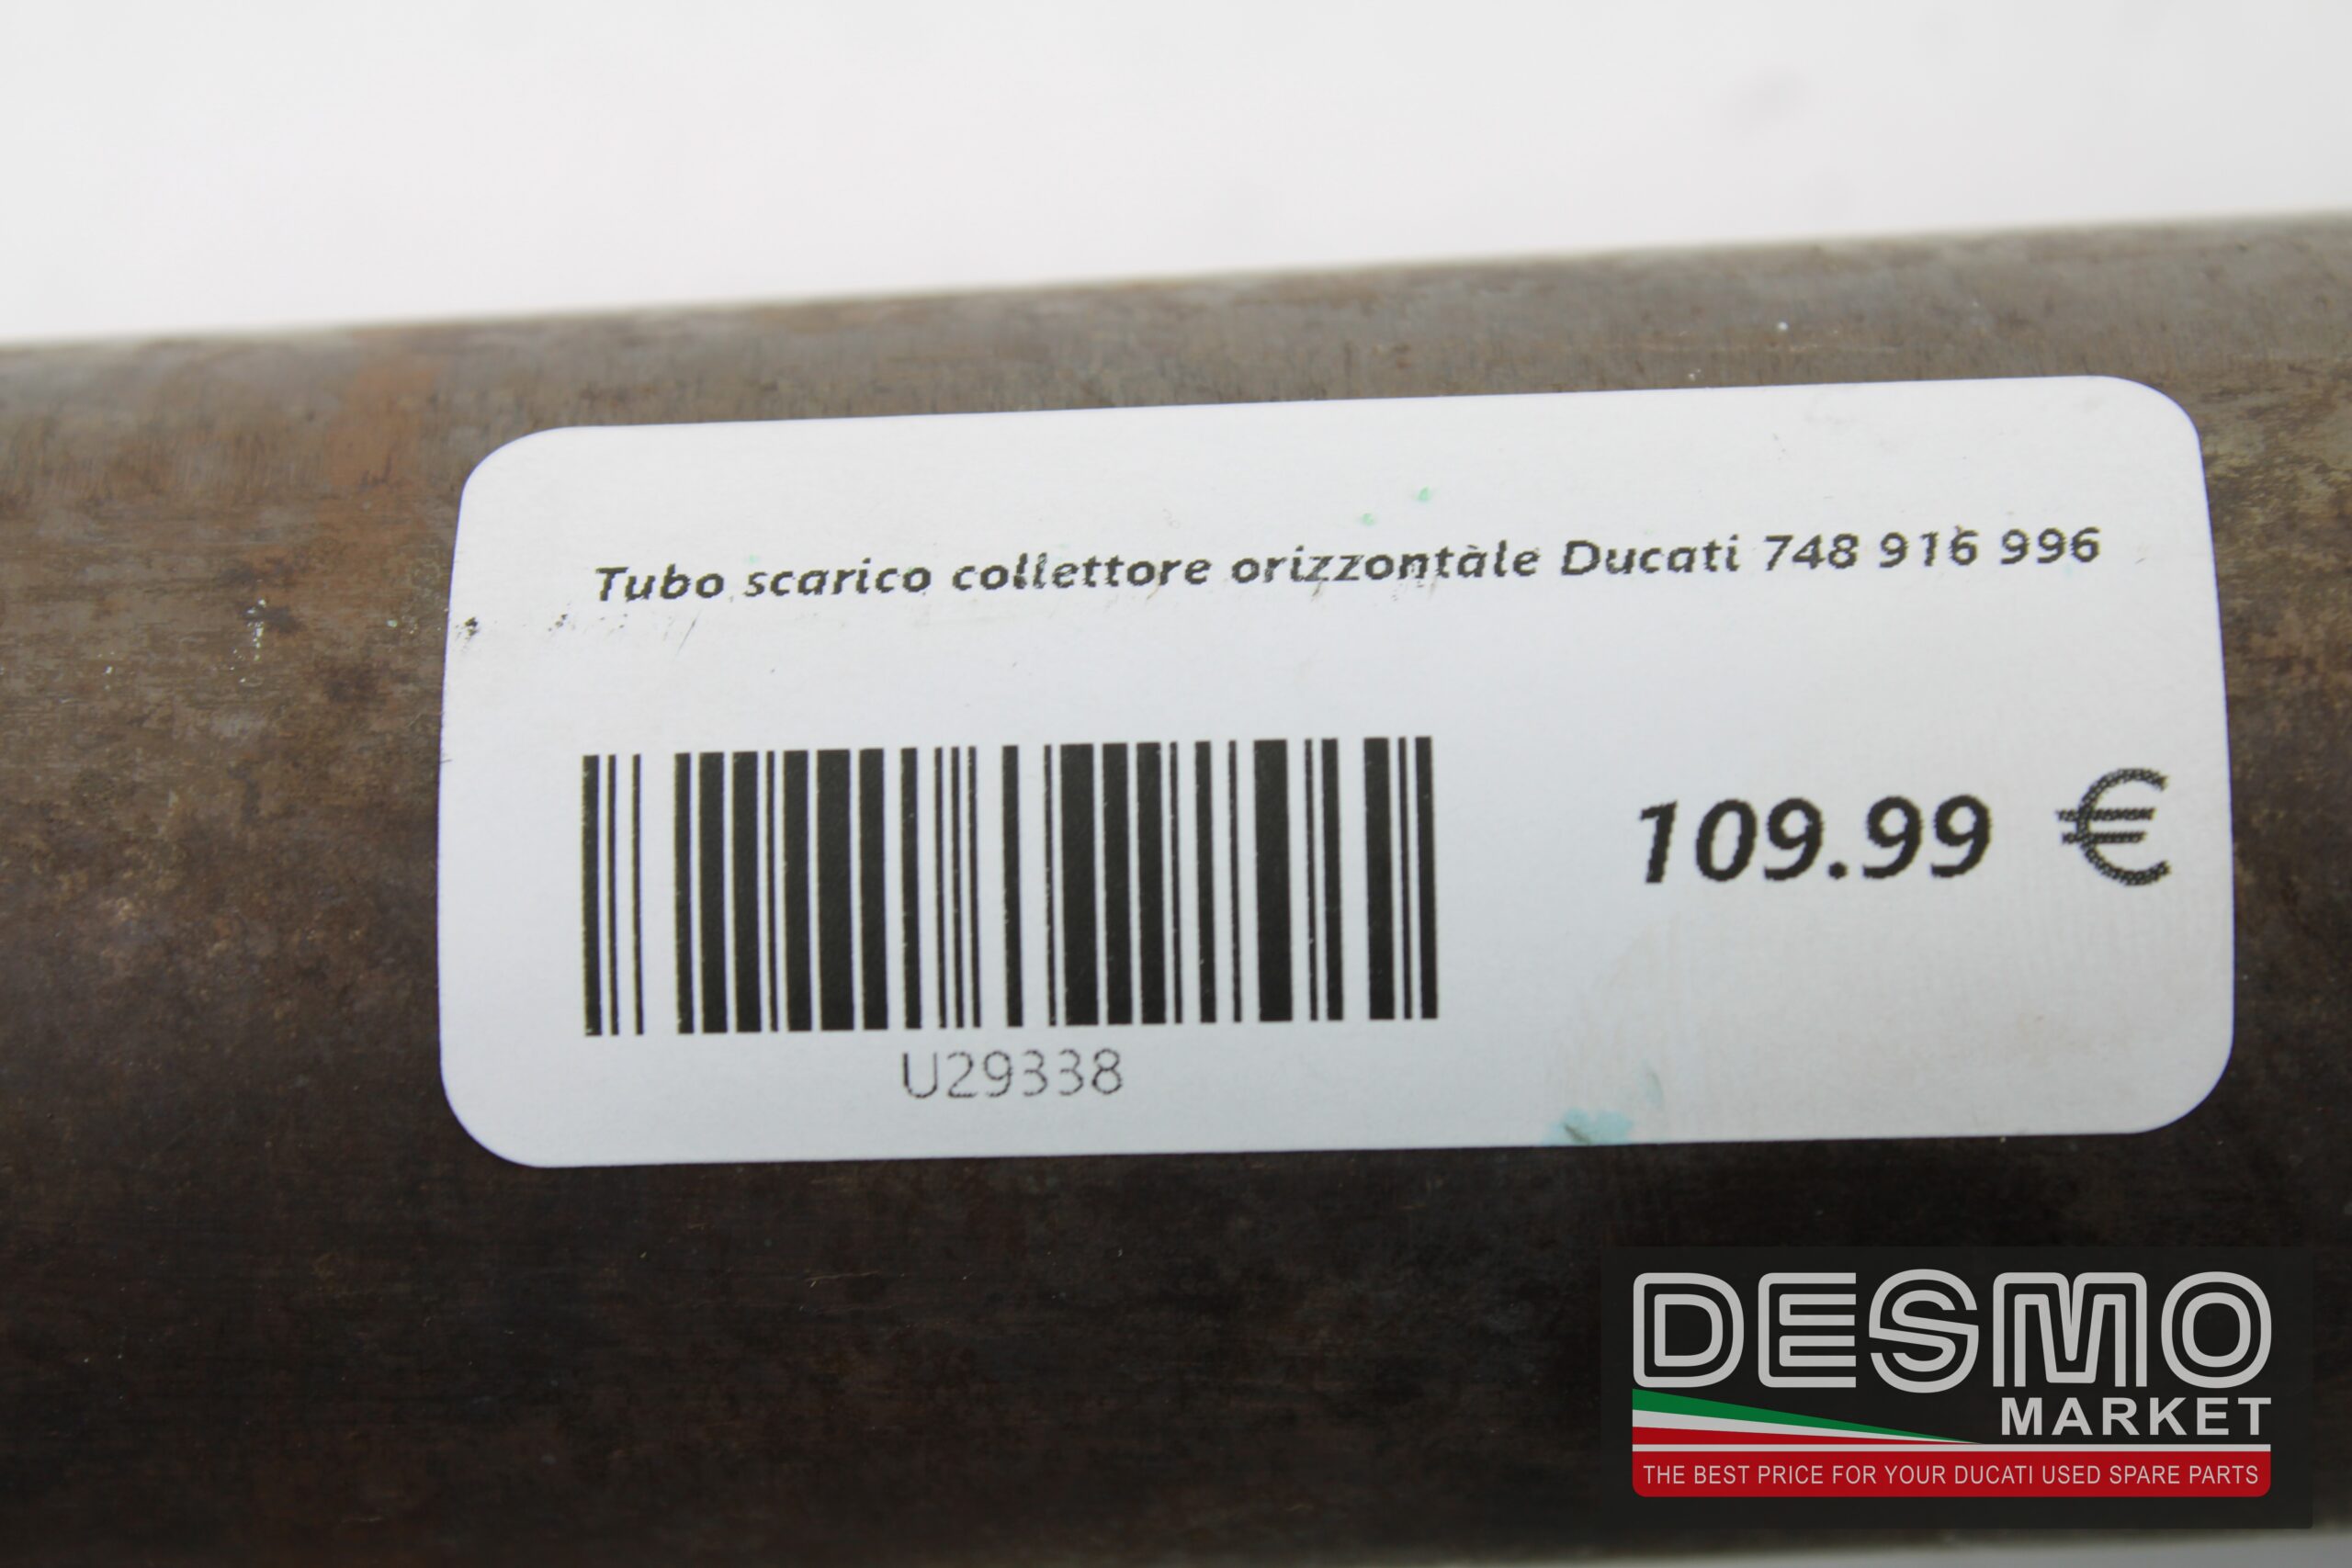 Tubo scarico collettore orizzontale Ducati 748 916 996
109.99 €
U29338
DESMO
MARKET
THE BEST PRICE FOR YOUR DUCATI USED SPARE PARTS